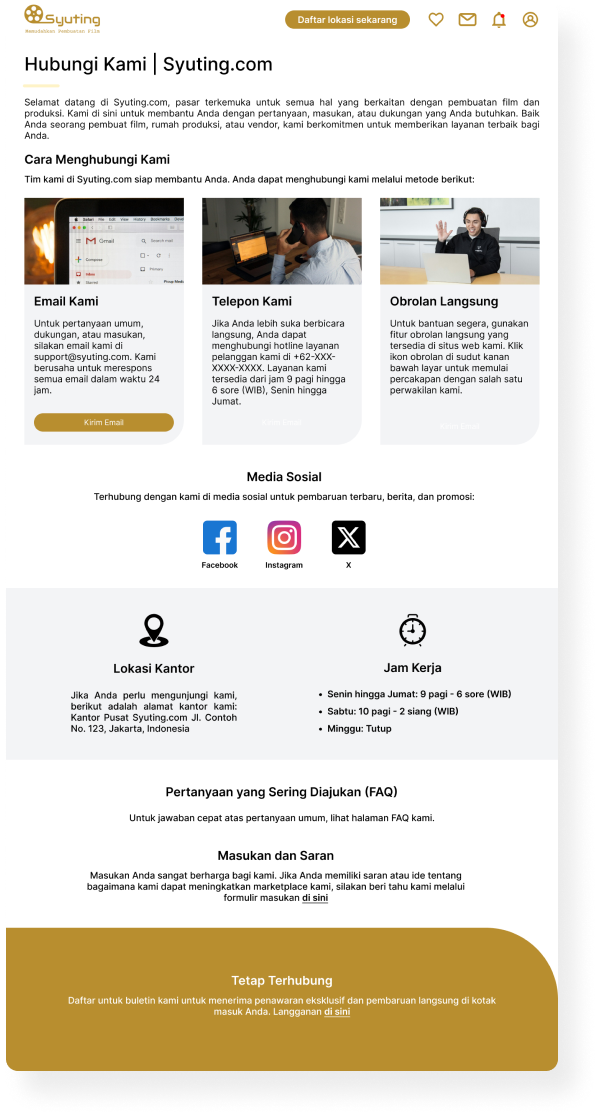 Syuting
Memudahkan Pembuatan Film
Daftar lokasi sekarang
Hubungi Kami | Syuting.com
Selamat datang di Syuting.com, pasar terkemuka untuk semua hal yang berkaitan dengan pembuatan film dan
produksi. Kami di sini untuk membantu Anda dengan pertanyaan, masukan, atau dukungan yang Anda butuhkan. Baik
Anda seorang pembuat film, rumah produksi, atau vendor, kami berkomitmen untuk memberikan layanan terbaik bagi
Anda.
Cara Menghubungi Kami
Tim kami di Syuting.com siap membantu Anda. Anda dapat menghubungi kami melalui metode berikut:
Safari File Edit View History Bookmarks
Gmail
Search mail
Compose
Inbox
Primary
Starred
Email Kami
Untuk pertanyaan umum,
dukungan, atau masukan,
silakan email kami di
support@syuting.com. Kami
berusaha untuk merespons
semua email dalam waktu 24
jam.
Kirim Email
Telepon Kami
Jika Anda lebih suka berbicara
langsung, Anda dapat
menghubungi hotline layanan
pelanggan kami di +62-XXX-
XXXX-XXXX. Layanan kami
tersedia dari jam 9 pagi hingga
6 sore (WIB), Senin hingga
Jumat.
Obrolan Langsung
Untuk bantuan segera, gunakan
fitur obrolan langsung yang
tersedia di situs web kami. Klik
ikon obrolan di sudut kanan
bawah layar untuk memulai
percakapan dengan salah satu
perwakilan kami.
Media Sosial
Terhubung dengan kami di media sosial untuk pembaruan terbaru, berita, dan promosi:
Facebook
Instagram
X
Lokasi Kantor
Jika Anda perlu mengunjungi kami,
berikut adalah alamat kantor kami:
Kantor Pusat Syuting.com Jl. Contoh
No. 123, Jakarta, Indonesia
Jam Kerja
• Senin hingga Jumat: 9 pagi - 6 sore (WIB)
• Sabtu: 10 pagi - 2 siang (WIB)
• Minggu: Tutup
Pertanyaan yang Sering Diajukan (FAQ)
Untuk jawaban cepat atas pertanyaan umum, lihat halaman FAQ kami.
Masukan dan Saran
Masukan Anda sangat berharga bagi kami. Jika Anda memiliki saran atau ide tentang
bagaimana kami dapat meningkatkan marketplace kami, silakan beri tahu kami melalui
formulir masukan di sini
Tetap Terhubung
Daftar untuk buletin kami untuk menerima penawaran eksklusif dan pembaruan langsung di kotak
masuk Anda. Langganan di sini